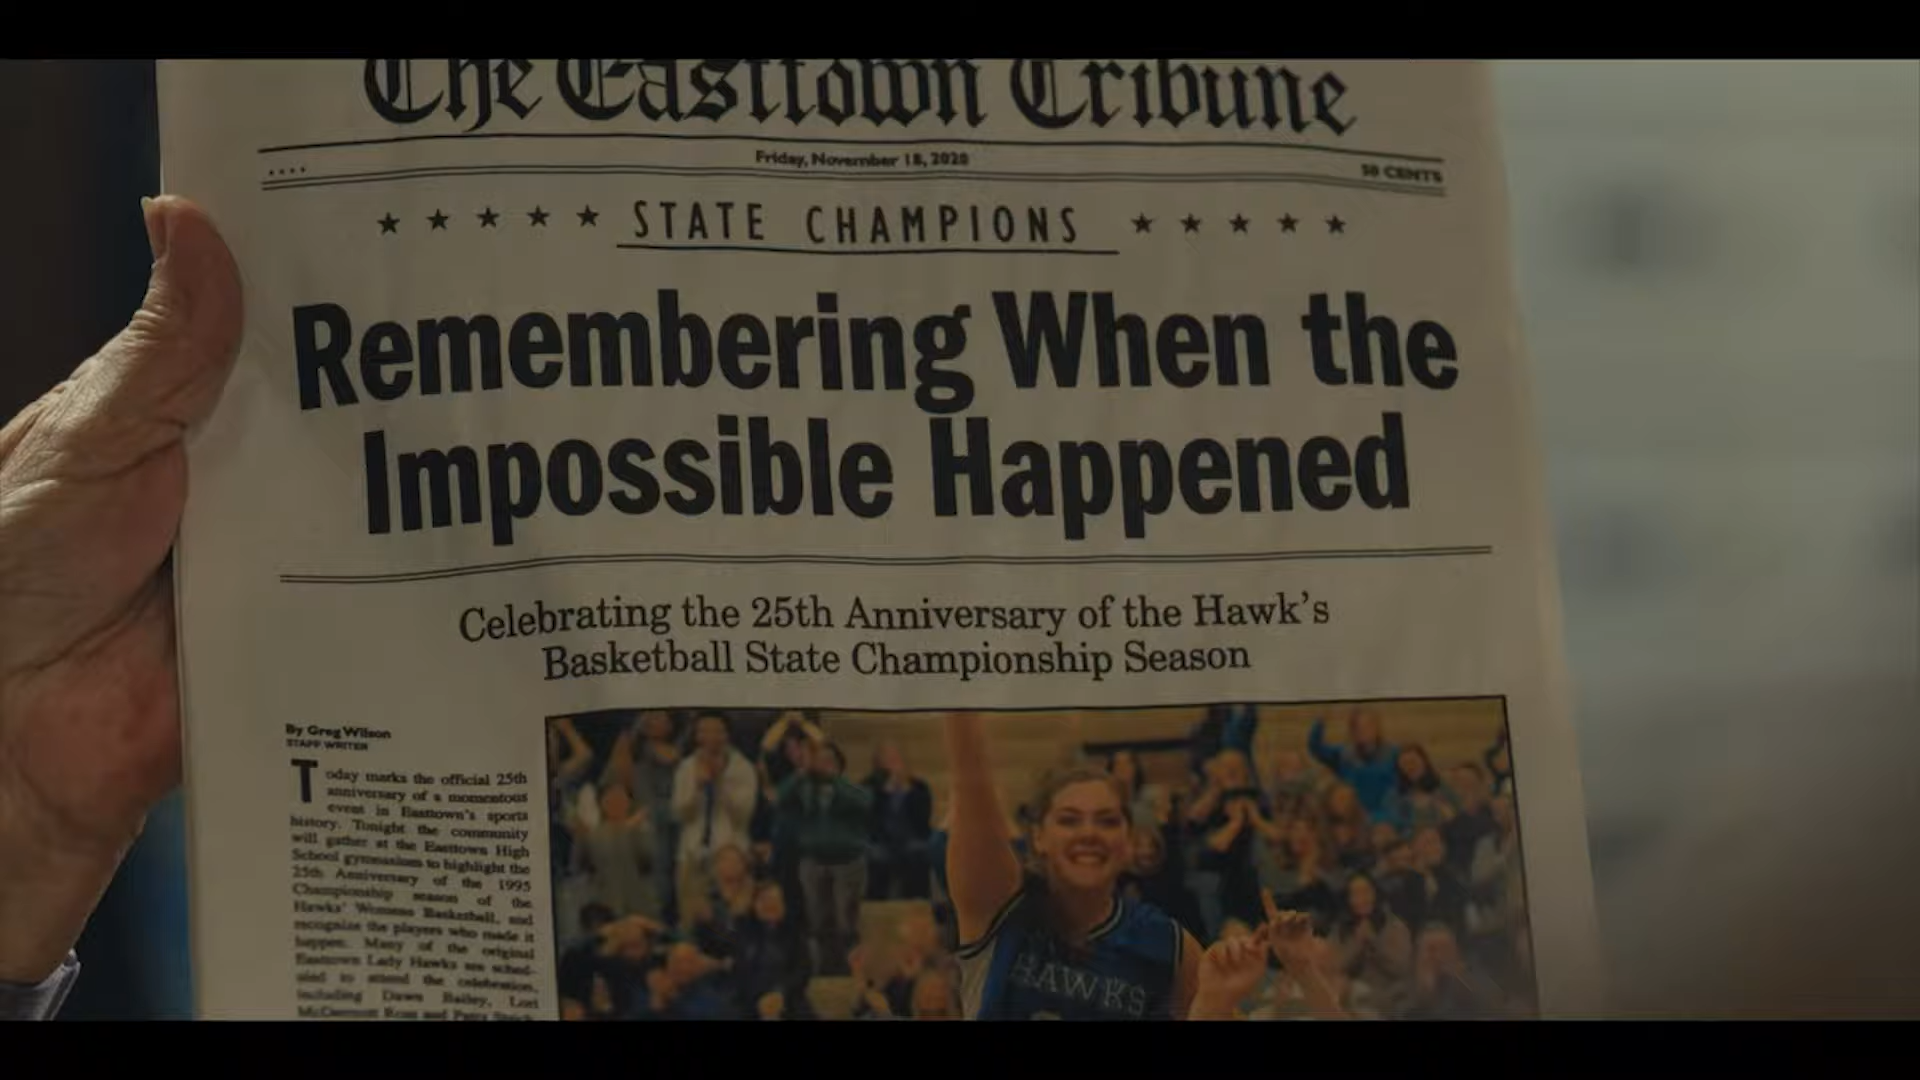 The Easttown Tribune
Friday, November 18, 2020
50 CENTS
STATE CHAMPIONS
Remembering When the
Impossible Happened
Celebrating the 25th Anniversary of the Hawk's
Basketball State Championship Season
By Greg Wilson
STAFF WRITER
Today marks the official 25th
anniversary of a momentous
event in Easttown's sports
history. Tonight the community
will gather at the Easttown High
School gymnasium to highlight the
25th Anniversary of the 1995
Championship season of the
Hawks' Womens Basketball, and
recognize the players who made it
happen. Many of the original
Easttown Lady Hawks are sched-
uled to attend the celebration,
including Dawn Bailey, Lori
McDermott Ross and Patty
HAWKS